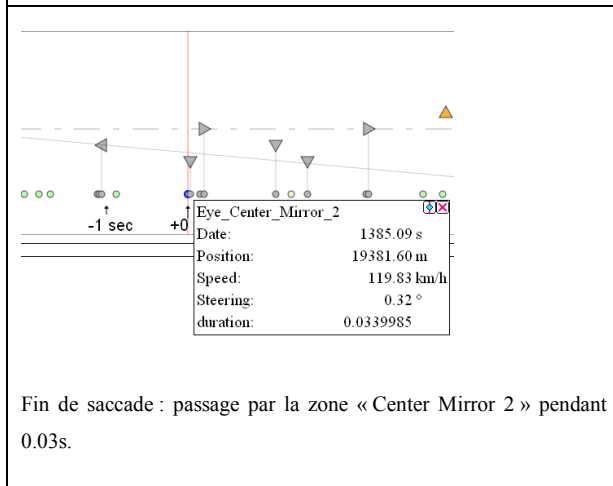 -1 sec
+0
Eye_Center_Mirror_2
Date: 1385.09 s
Position: 19381.60 m
Speed: 119.83 km/h
Steering: 0.32 °
duration: 0.0339985
Fin de saccade : passage par la zone « Center Mirror 2 » pendant
0.03s.